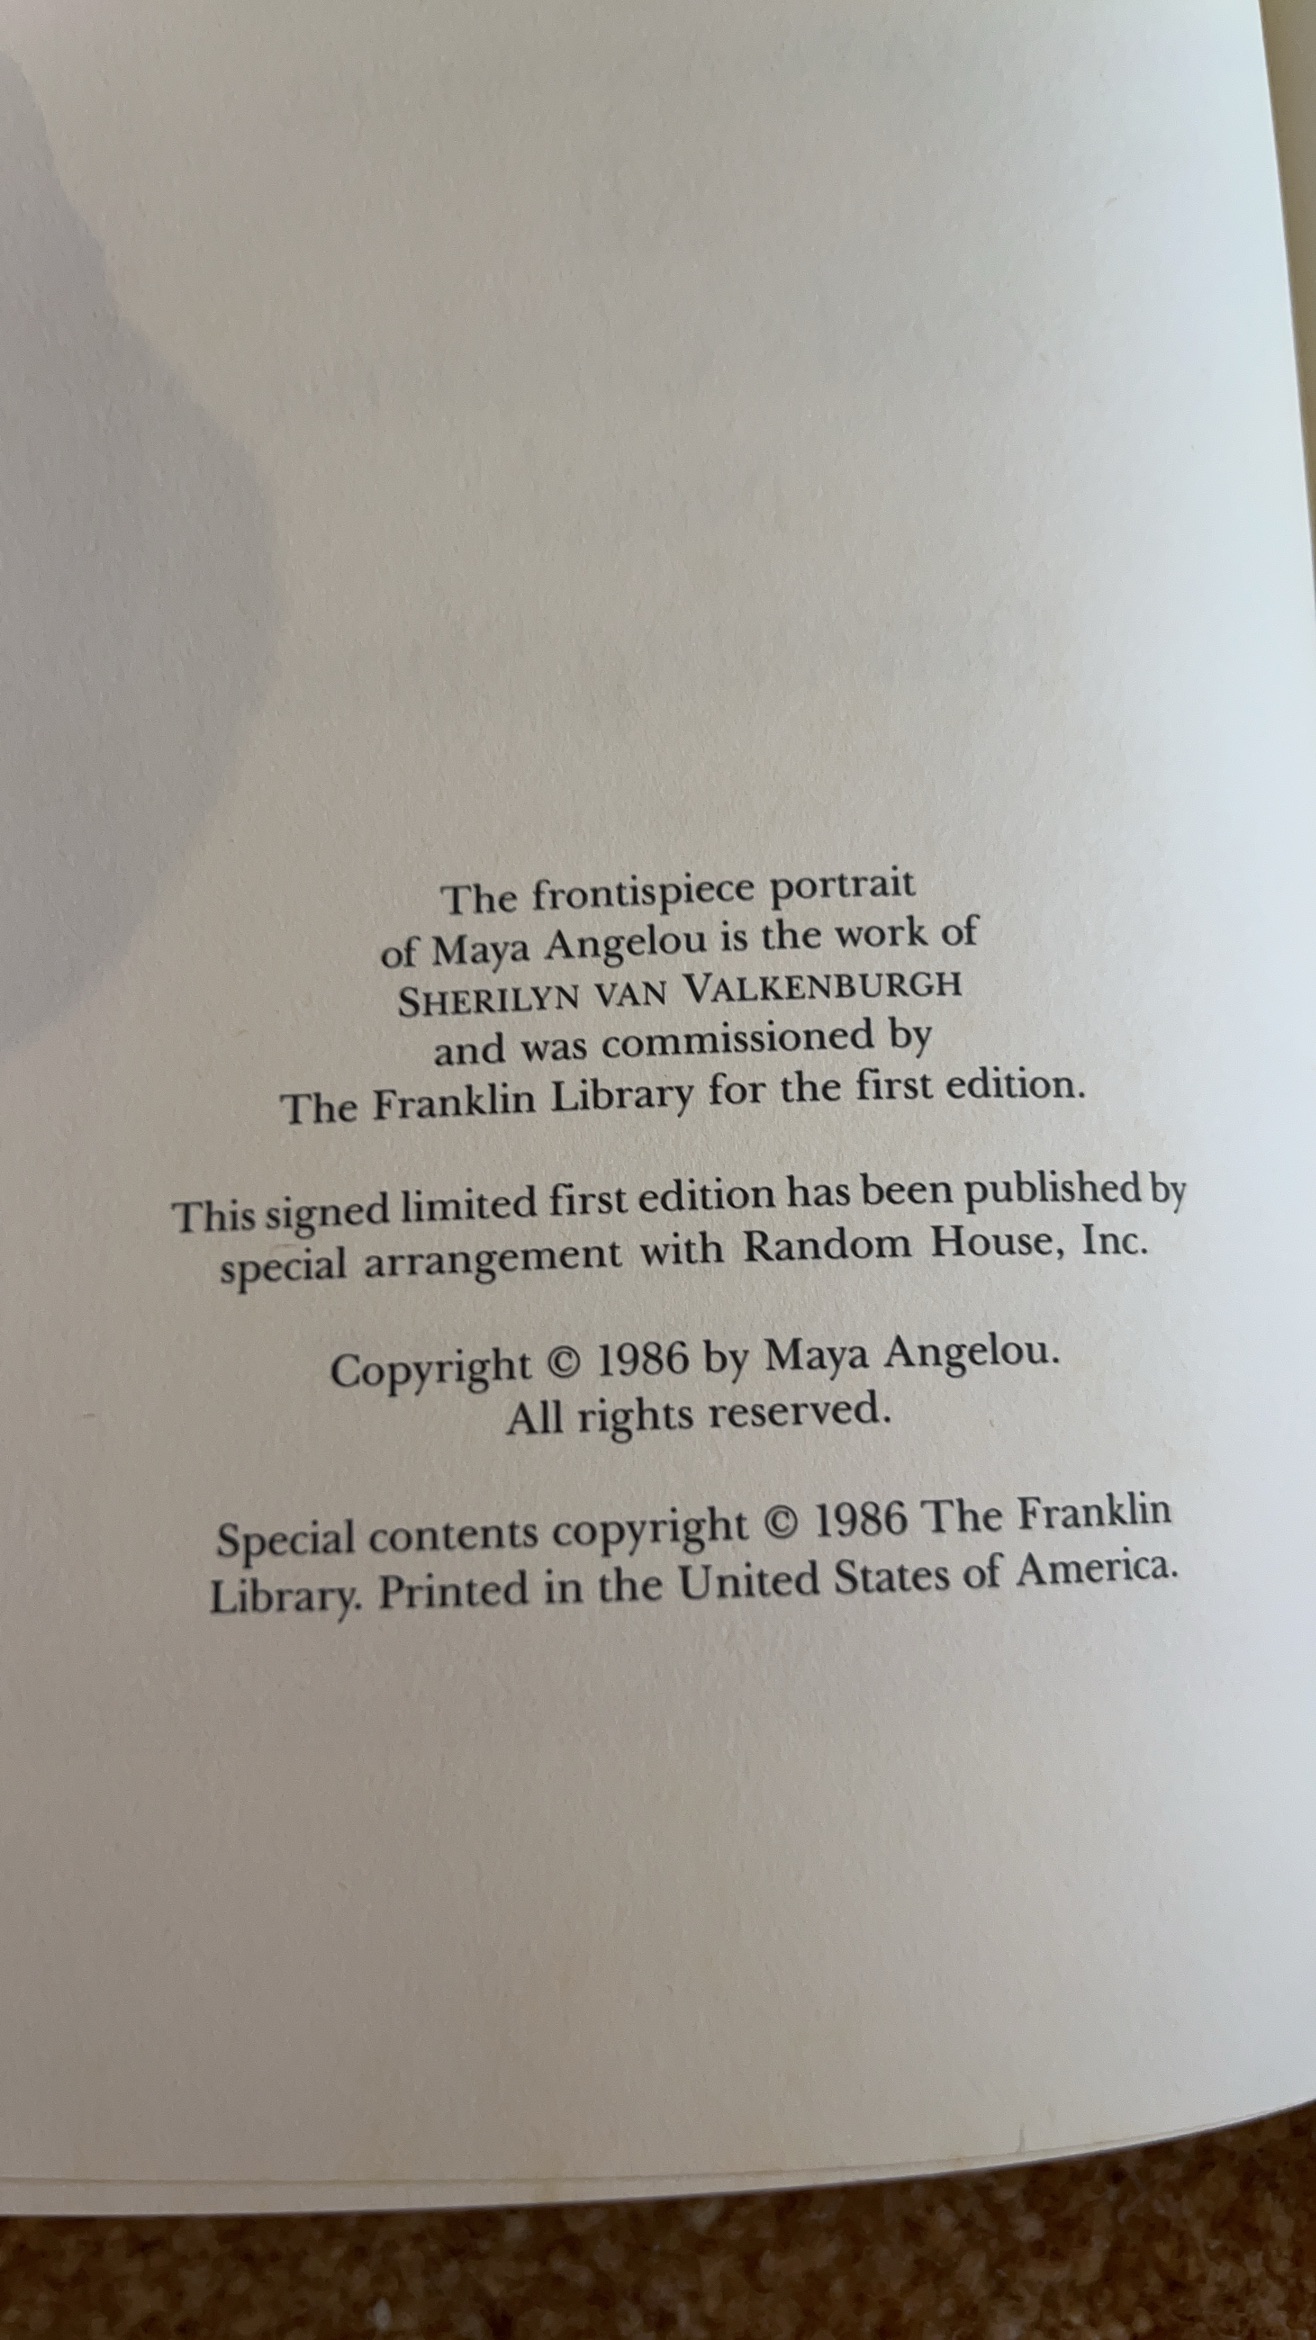 The frontispiece portrait
of Maya Angelou is the work of
SHERILYN VAN VALKENBURGH
and was commissioned by
The Franklin Library for the first edition.
This signed limited first edition has been published by
special arrangement with Random House, Inc.
Copyright © 1986 by Maya Angelou.
All rights reserved.
Special contents copyright © 1986 The Franklin
Library. Printed in the United States of America.